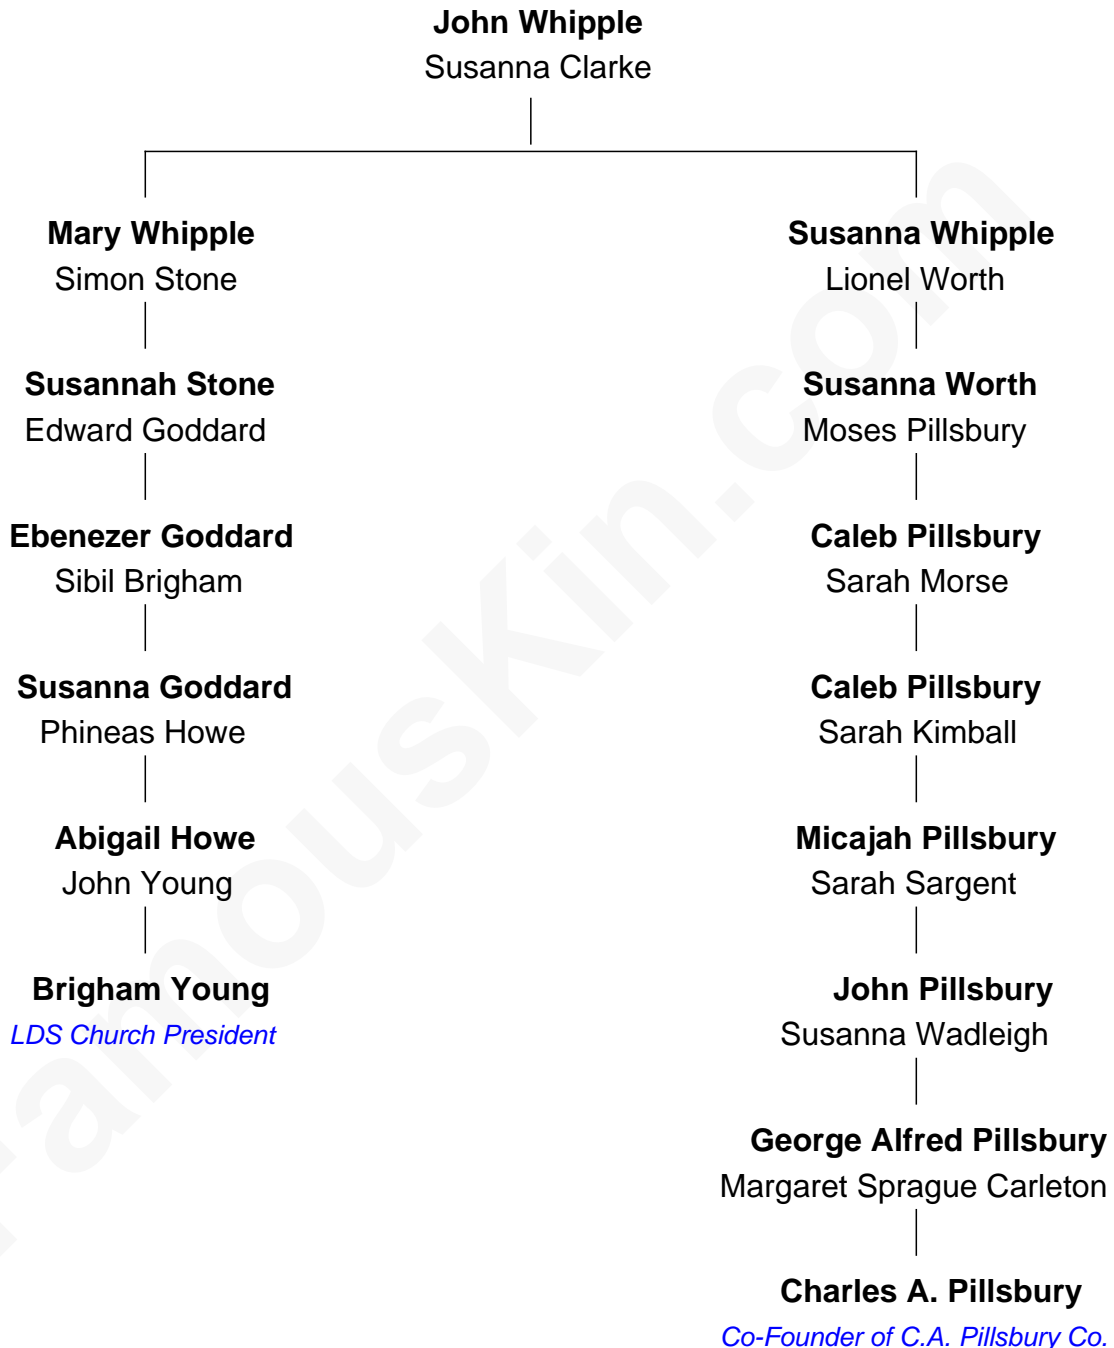 John Whipple
Susanna Clarke
Mary Whipple
Simon Stone
Susannah Stone
Edward Goddard
Ebenezer Goddard
Sibil Brigham
Susanna Goddard
Phineas Howe
Abigail Howe
John Young
Brigham Young
LDS Church President
Susanna Whipple
Lionel Worth
Susanna Worth
Moses Pillsbury
Caleb Pillsbury
Sarah Morse
Caleb Pillsbury
Sarah Kimball
Micajah Pillsbury
Sarah Sargent
John Pillsbury
Susanna Wadleigh
George Alfred Pillsbury
Margaret Sprague Carleton
Charles A. Pillsbury
Co-Founder of C.A. Pillsbury Co.
FamousKin.com